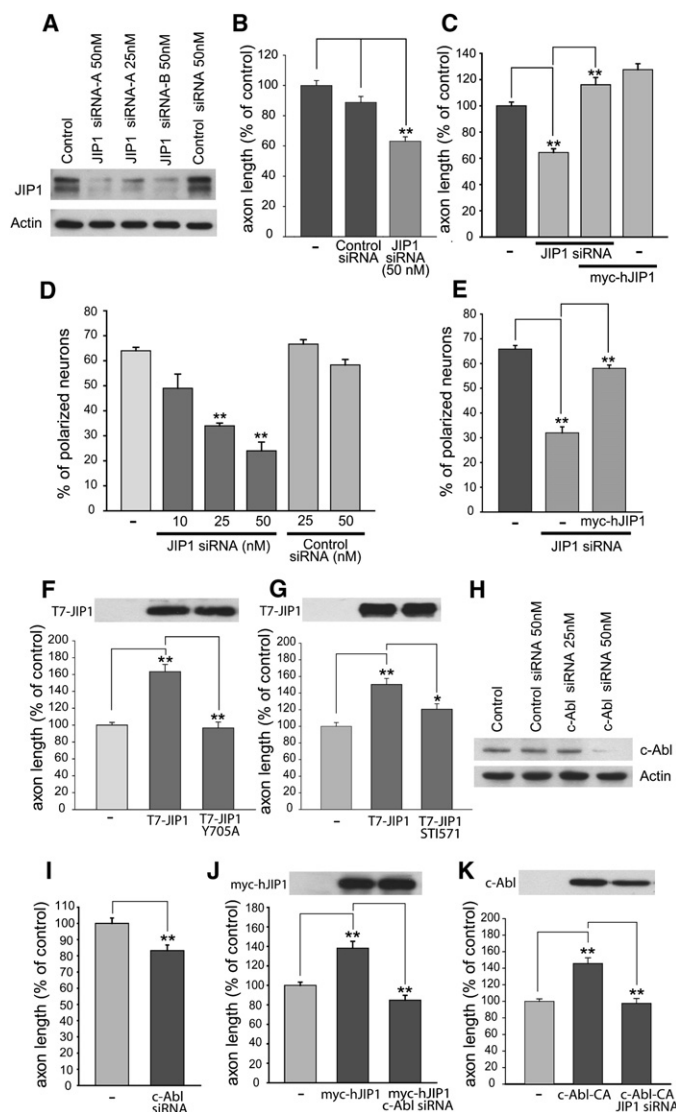 A
Control
JIP1 siRNA-A 50nM
JIP1 siRNA-A 25nM
JIP1 siRNA-B 50nM
Control siRNA 50nM
JIP1
Actin
B
axon length (% of control)
120
100
80
60
40
20
0
**
-
Control
siRNA
JIP1
siRNA
(50 nM)
C
axon length (% of control)
140
120
100
80
60
40
20
0
**
**
-
-
-
-
JIP1 siRNA
myc-hJIP1
D
% of polarized neurons
80
70
60
50
40
30
20
10
0
**
**
-
10
25
50
25
50
JIP1 siRNA (nM)
Control
siRNA (nM)
E
% of polarized neurons
80
70
60
50
40
30
20
10
0
**
**
-
-
myc-hJIP1
JIP1 siRNA
F
T7-JIP1
axon length (% of control)
200
180
160
140
120
100
80
60
40
20
0
**
**
-
T7-JIP1
T7-JIP1
Y705A
G
T7-JIP1
axon length (% of control)
200
150
100
50
0
**
*
-
T7-JIP1
T7-JIP1
STI571
H
Control
Control siRNA 50nM
c-Abl siRNA 25nM
c-Abl siRNA 50nM
c-Abl
Actin
I
axon length (% of control)
120
110
100
90
80
70
60
50
40
30
20
10
0
**
-
c-Abl
siRNA
J
myc-hJIP1
axon length (% of control)
180
160
140
120
100
80
60
40
20
0
**
**
-
myc-hJIP1
myc-hJIP1
c-Abl siRNA
K
c-Abl
axon length (% of control)
200
180
160
140
120
100
80
60
40
20
0
**
**
-
c-Abl-CA
c-Abl-CA
JIP1 siRNA